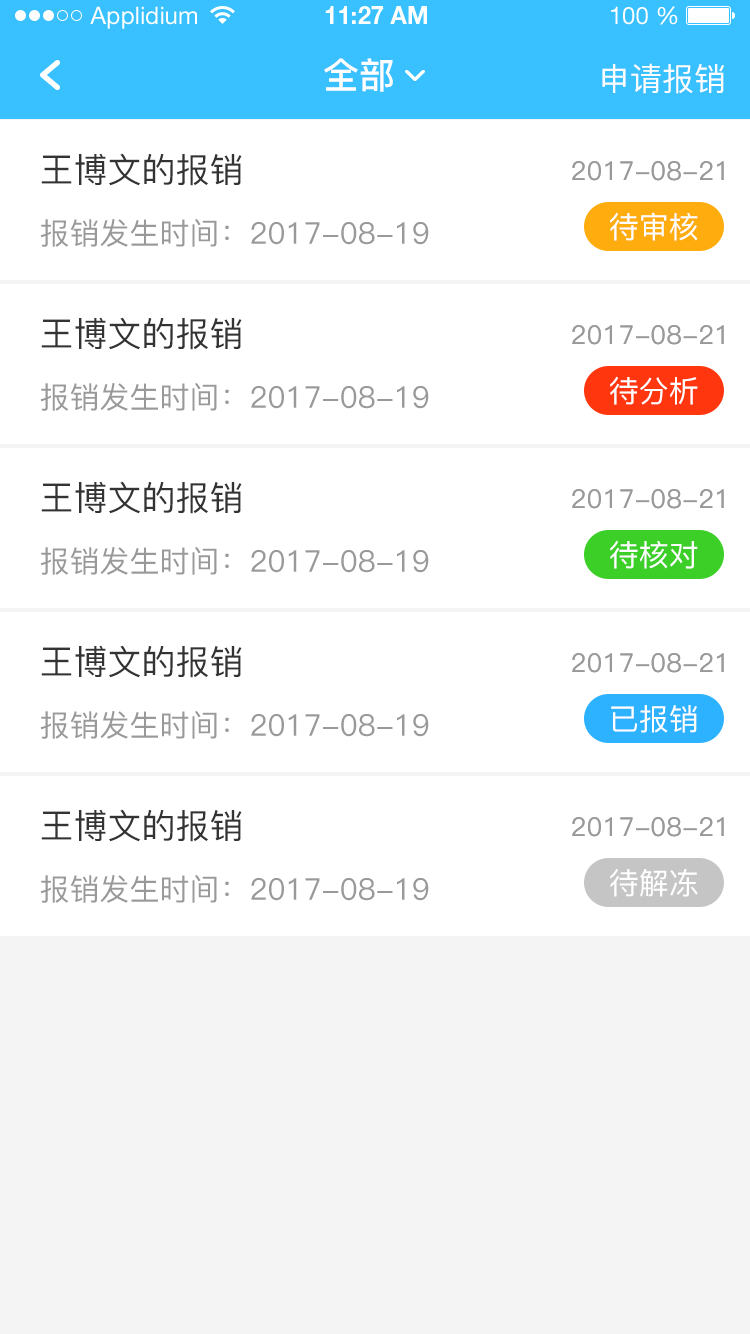 Applidium 11:27 AM 100 %
全部 申请报销
王博文的报销 2017-08-21
报销发生时间：2017-08-19 待审核
王博文的报销 2017-08-21
报销发生时间：2017-08-19 待分析
王博文的报销 2017-08-21
报销发生时间：2017-08-19 待核对
王博文的报销 2017-08-21
报销发生时间：2017-08-19 已报销
王博文的报销 2017-08-21
报销发生时间：2017-08-19 待解冻